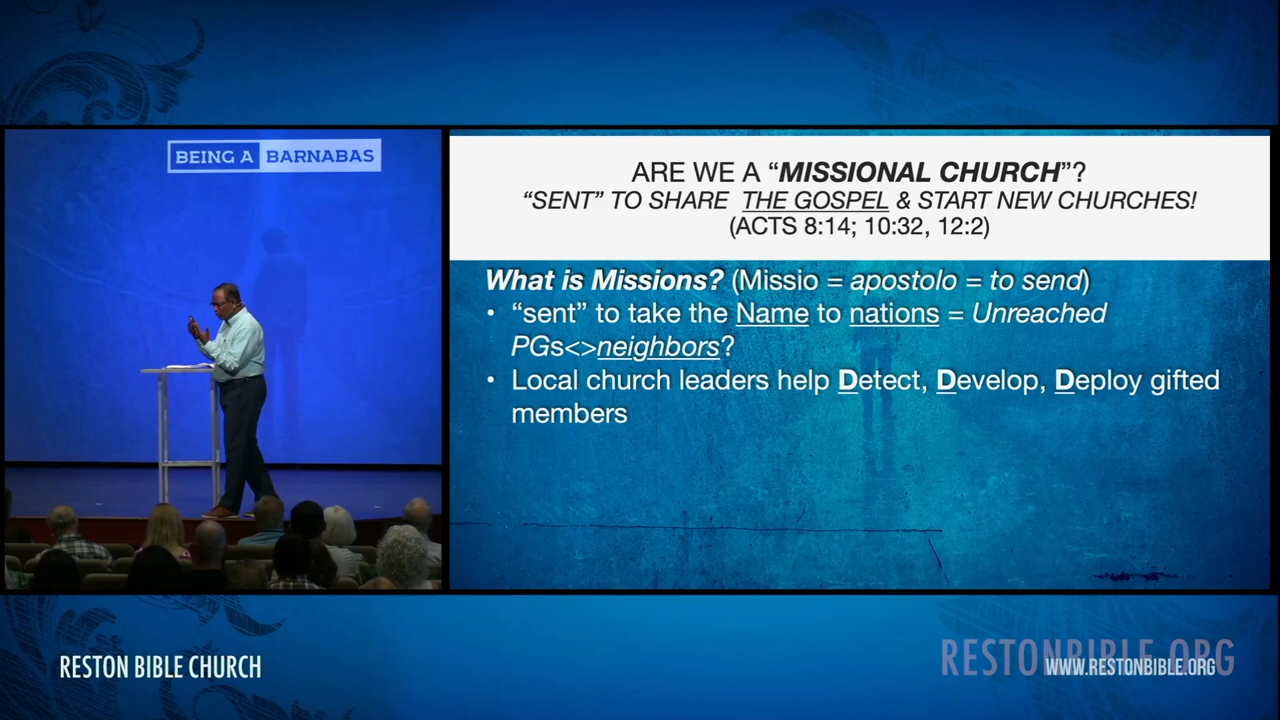 BEING A BARNABAS
ARE WE A “MISSIONAL CHURCH”?
“SENT” TO SHARE THE GOSPEL & START NEW CHURCHES!
(ACTS 8:14; 10:32, 12:2)
What is Missions? (Missio = apostolo = to send)
• “sent” to take the Name to nations = Unreached
PGs<>neighbors?
• Local church leaders help Detect, Develop, Deploy gifted
members
RESTON BIBLE CHURCH
RESTONBIBLE.ORG
WWW.RESTONBIBLE.ORG